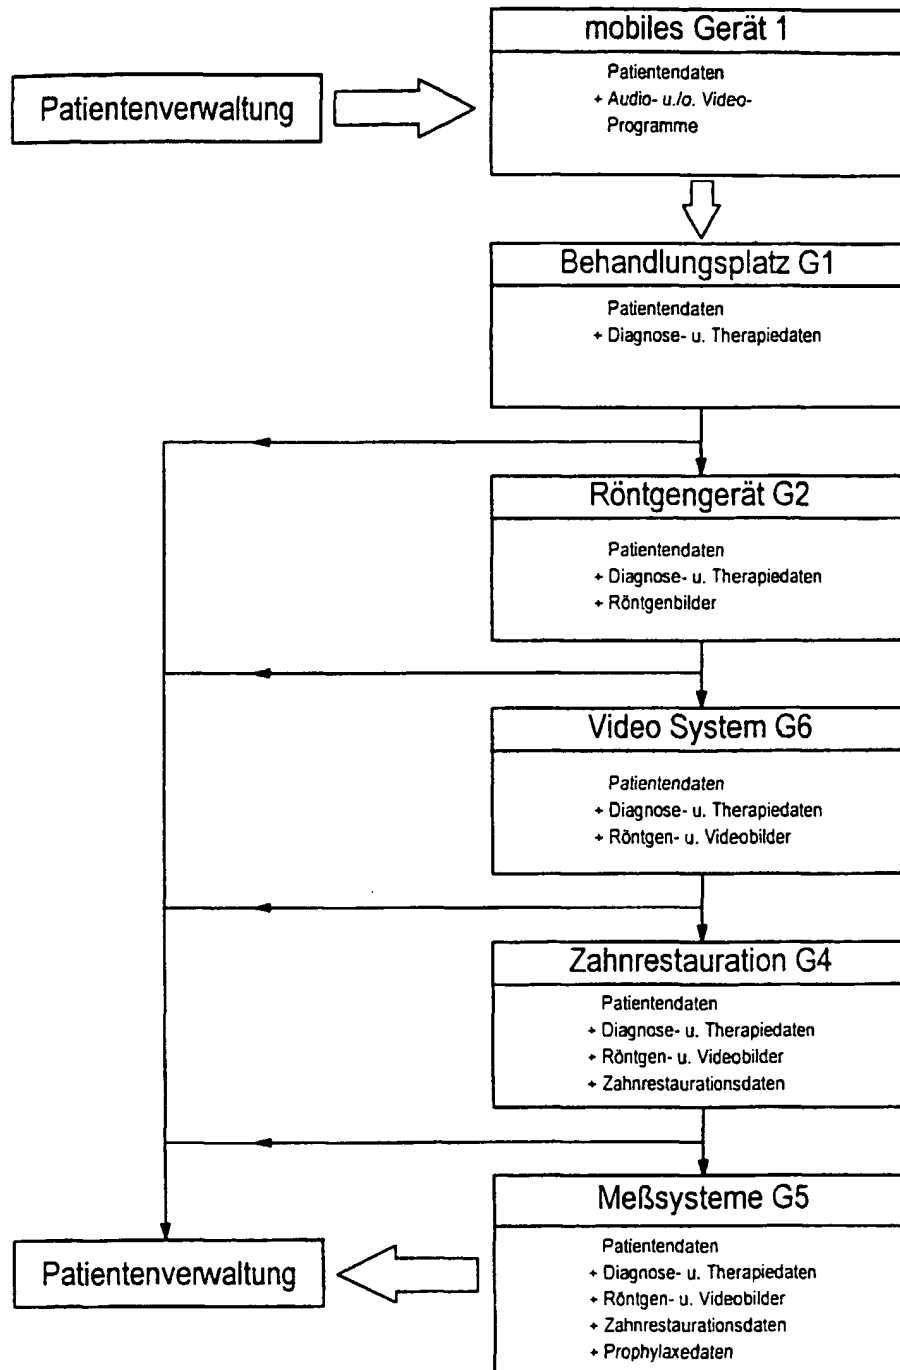 mobiles Gerät 1
Patientendaten
+ Audio- u./o. Video-
Programme
Patientenverwaltung
Behandlungsplatz G1
Patientendaten
+ Diagnose- u. Therapiedaten
Röntgengerät G2
Patientendaten
+ Diagnose- u. Therapiedaten
+ Röntgenbilder
Video System G6
Patientendaten
+ Diagnose- u. Therapiedaten
+ Röntgen- u. Videobilder
Zahnrestauration G4
Patientendaten
+ Diagnose- u. Therapiedaten
+ Röntgen- u. Videobilder
+ Zahnrestaurationsdaten
Meßsysteme G5
Patientendaten
+ Diagnose- u. Therapiedaten
+ Röntgen- u. Videobilder
+ Zahnrestaurationsdaten
+ Prophylaxedaten
Patientenverwaltung